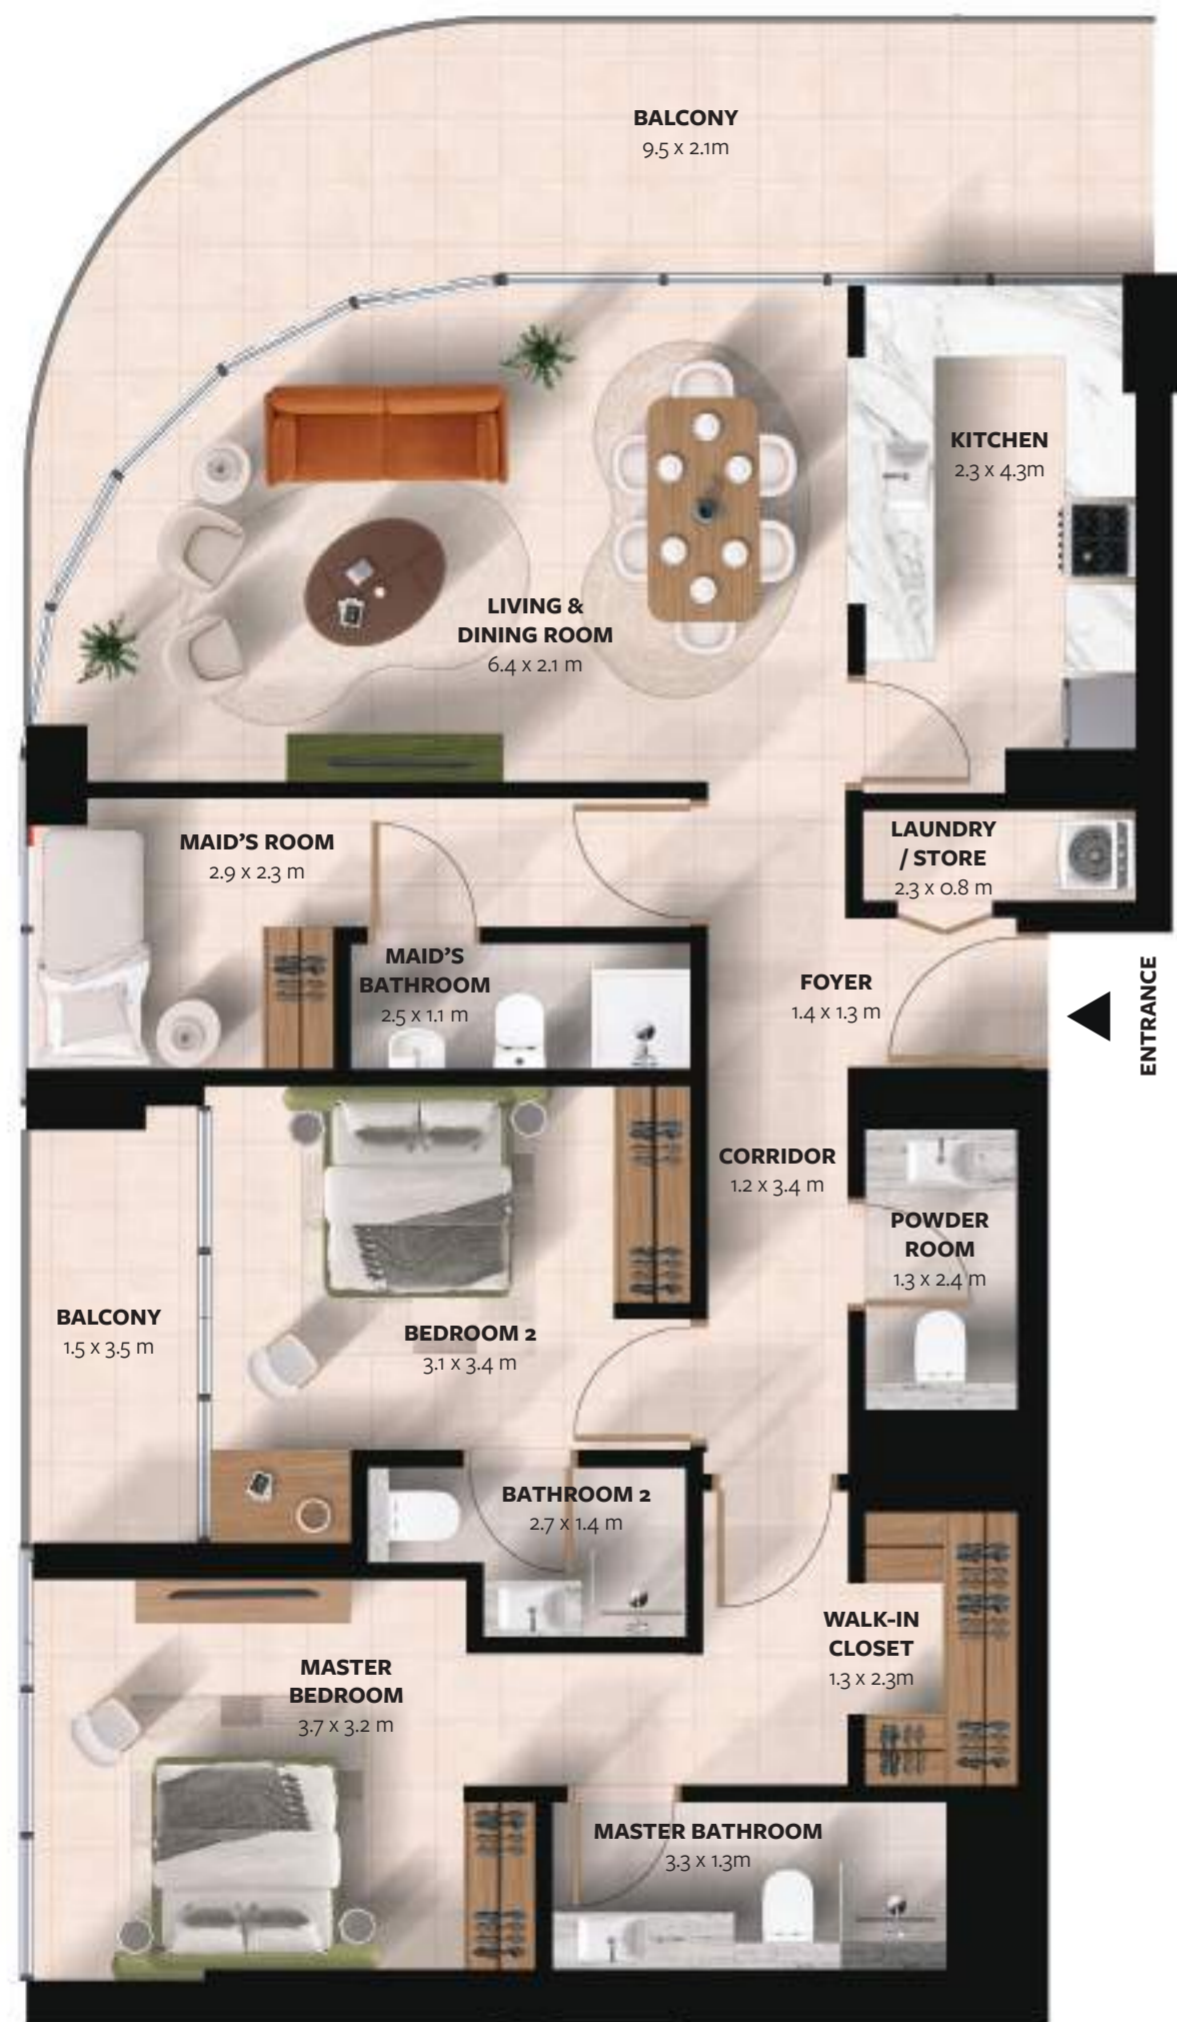 BALCONY
9.5 x 2.1m
KITCHEN
2.3 x 4.3m
LIVING &
DINING ROOM
6.4 x 2.1 m
MAID'S ROOM
2.9 x 2.3 m
LAUNDRY
/ STORE
2.3 x 0.8 m
MAID'S
BATHROOM
2.5 x 1.1 m
FOYER
1.4 x 1.3 m
ENTRANCE
CORRIDOR
1.2 x 3.4 m
POWDER
ROOM
1.3 x 2.4 m
BALCONY
1.5 x 3.5 m
BEDROOM 2
3.1 x 3.4 m
BATHROOM 2
2.7 x 1.4 m
WALK-IN
CLOSET
1.3 x 2.3m
MASTER
BEDROOM
3.7 x 3.2 m
MASTER BATHROOM
3.3 x 1.3m